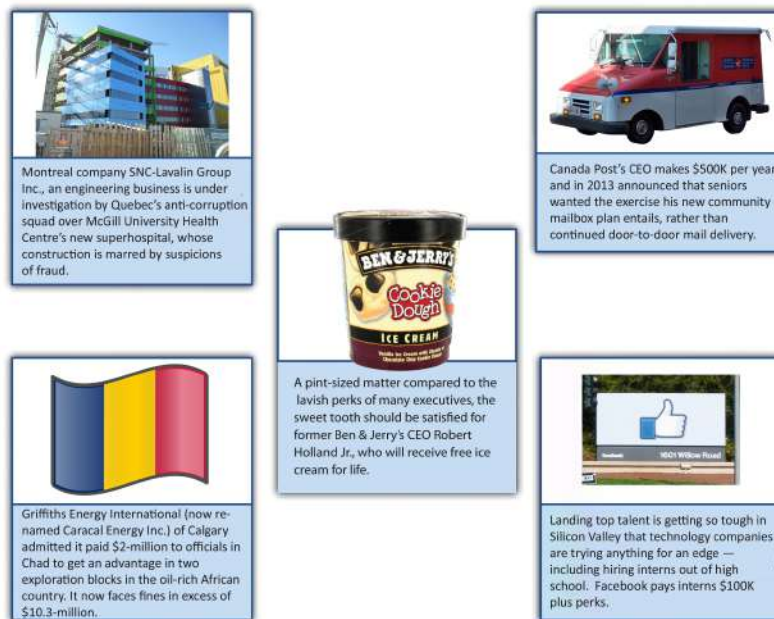 Montreal company SNC-Lavalin Group
Inc., an engineering business is under
investigation by Quebec's anti-corruption
squad over McGill University Health
Centre's new superhospital, whose
construction is marred by suspicions
of fraud.
Canada Post's CEO makes $500K per year
and in 2013 announced that seniors
wanted the exercise his new community
mailbox plan entails, rather than
continued door-to-door mail delivery.
BEN & JERRY'S
Cookie
Dough
ICE CREAM
A pint-sized matter compared to the
lavish perks of many executives, the
sweet tooth should be satisfied for
former Ben & Jerry's CEO Robert
Holland Jr., who will receive free ice
cream for life.
Griffiths Energy International (now re-
named Caracal Energy Inc.) of Calgary
admitted it paid $2-million to officials in
Chad to get an advantage in two
exploration blocks in the oil-rich African
country. It now faces fines in excess of
$10.3-million.
facebook 1601 Willow Road
Landing top talent is getting so tough in
Silicon Valley that technology companies
are trying anything for an edge —
including hiring interns out of high
school. Facebook pays interns $100K
plus perks.